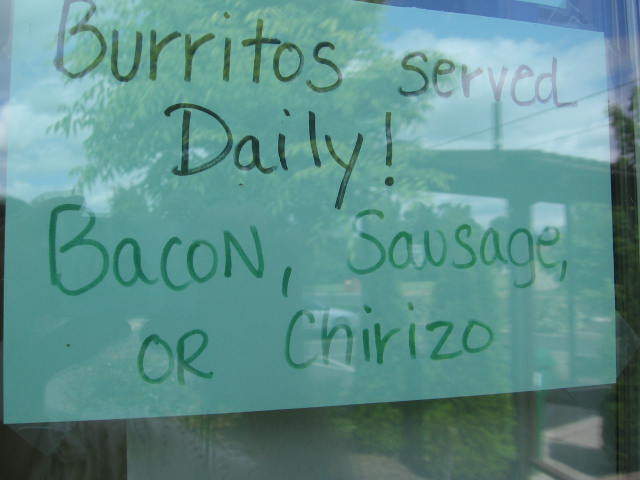 Burritos served
Daily!
Bacon, Sausage,
OR Chirizo